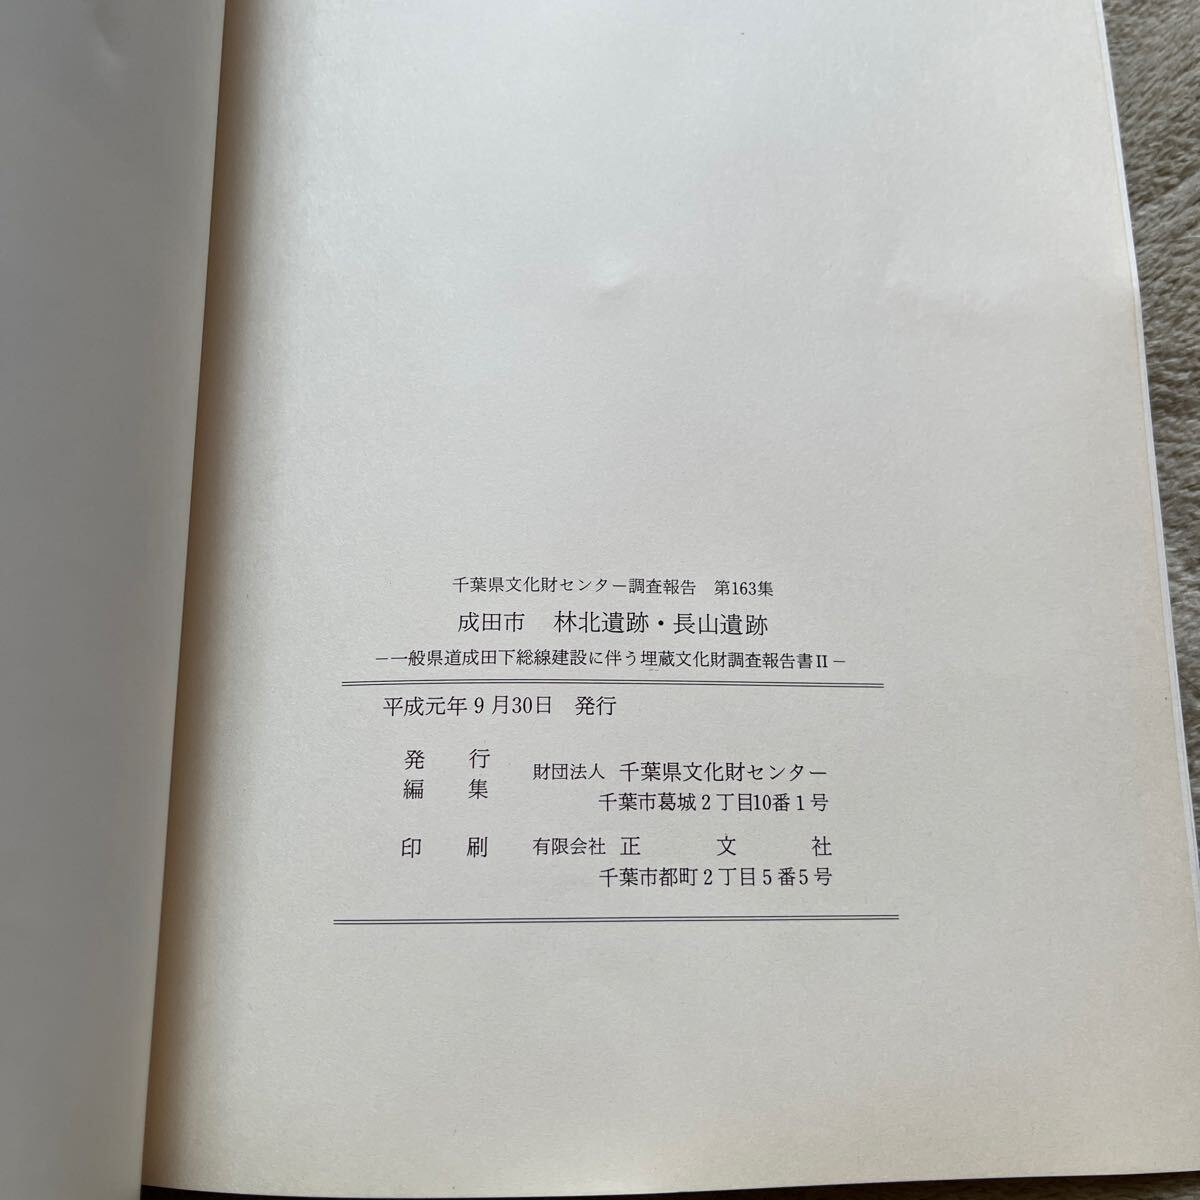 千葉県文化財センター調査報告 第163集
成田市 林北遺跡・長山遺跡
－一般県道成田下総線建設に伴う埋蔵文化財調査報告書II－
平成元年9月30日 発行
発行
編集
財団法人 千葉県文化財センター
千葉市葛城2丁目10番1号
印刷 有限会社 正文社
千葉市都町2丁目5番5号